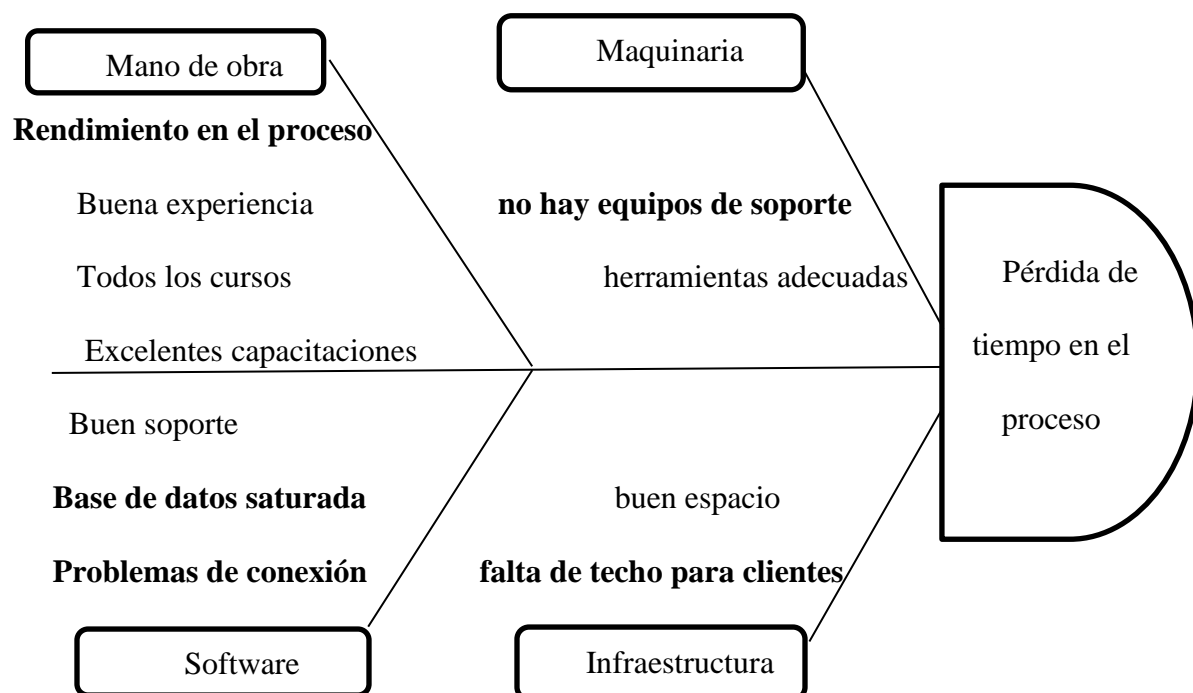 Mano de obra
Maquinaria
Rendimiento en el proceso
Buena experiencia
no hay equipos de soporte
Todos los cursos
herramientas adecuadas
Excelentes capacitaciones
Pérdida de
tiempo en el
proceso
Buen soporte
Base de datos saturada
buen espacio
Problemas de conexión
falta de techo para clientes
Software
Infraestructura